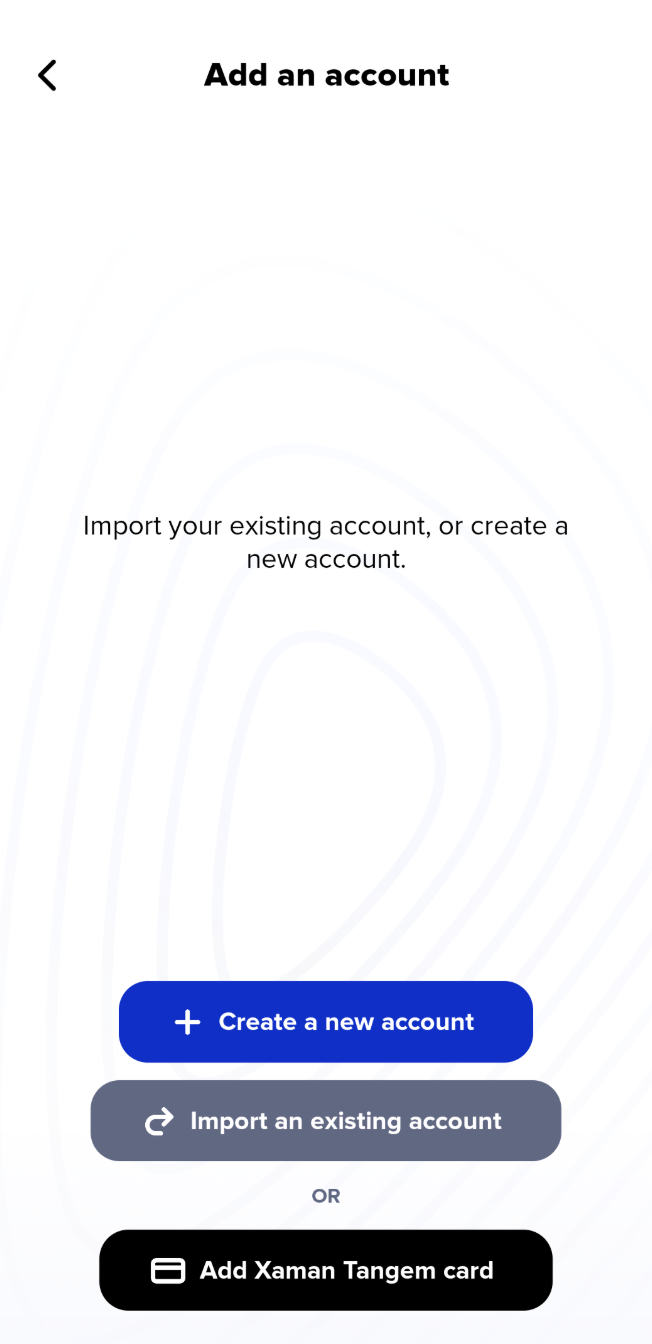 Add an account
Import your existing account, or create a
new account.
Create a new account
Import an existing account
OR
Add Xaman Tangem card